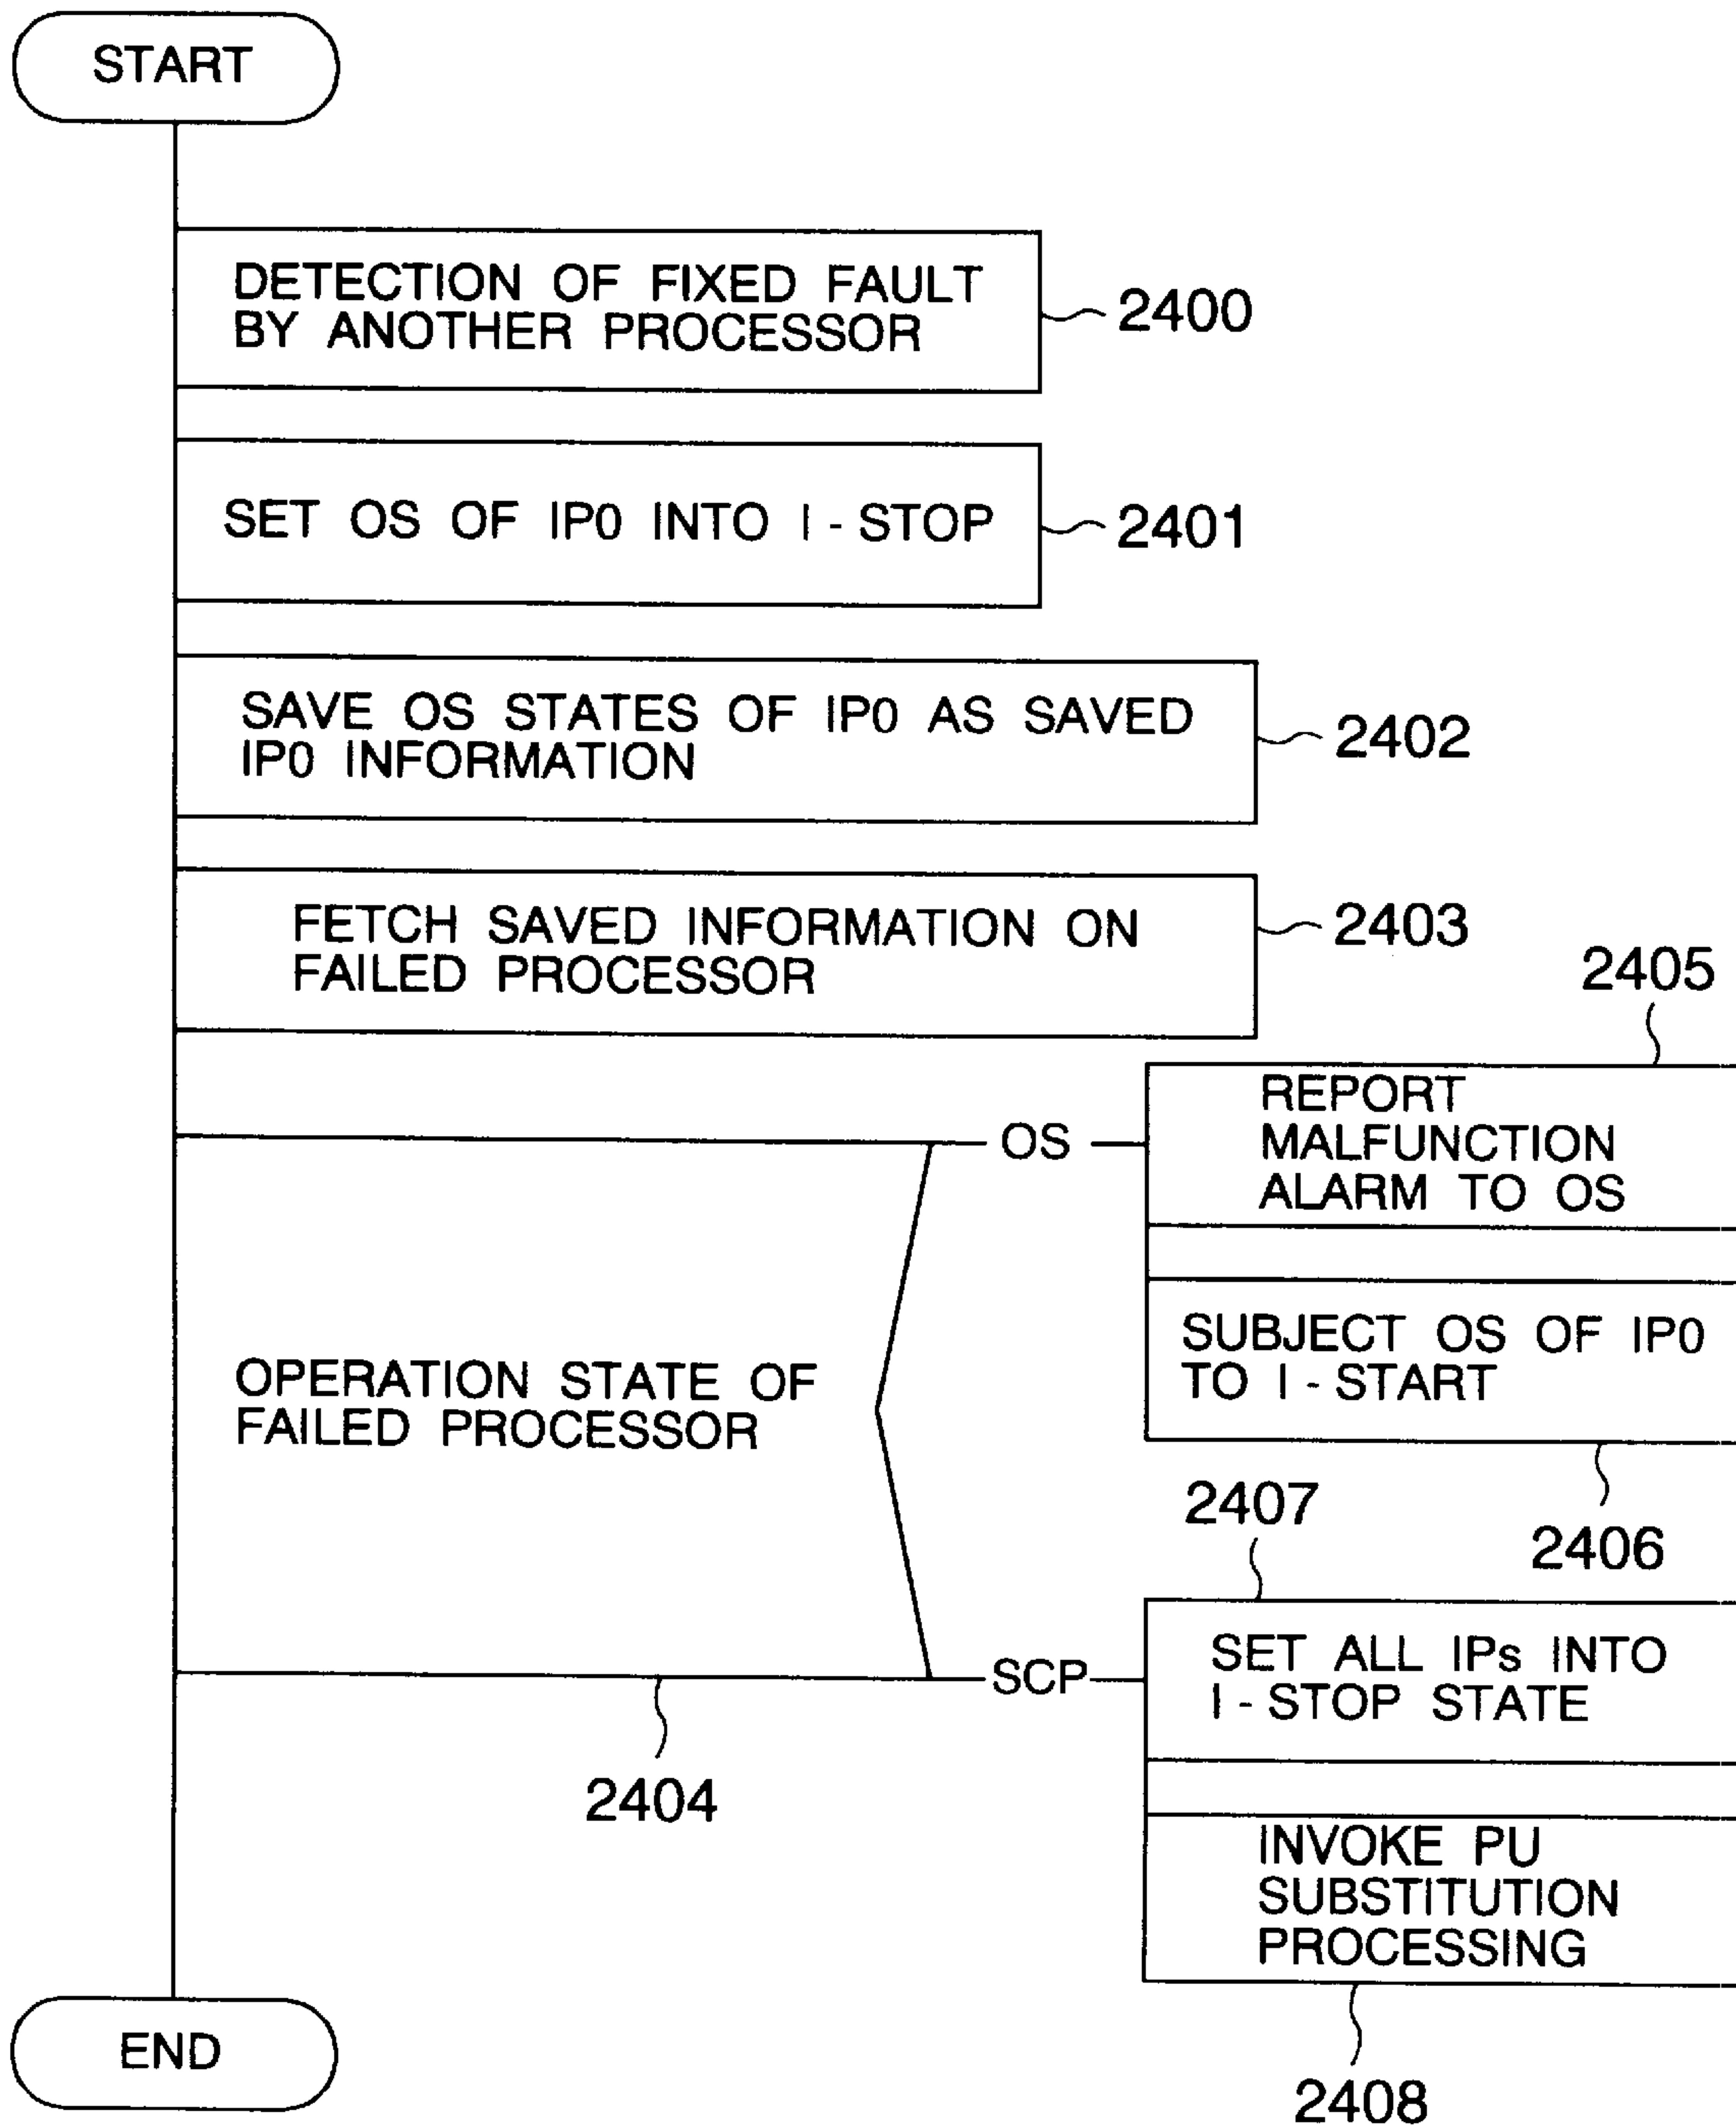 START
DETECTION OF FIXED FAULT
BY ANOTHER PROCESSOR
2400
SET OS OF IP0 INTO I - STOP
2401
SAVE OS STATES OF IP0 AS SAVED
IP0 INFORMATION
2402
FETCH SAVED INFORMATION ON
FAILED PROCESSOR
2403
2405
OS
REPORT
MALFUNCTION
ALARM TO OS
SUBJECT OS OF IP0
TO I - START
2406
OPERATION STATE OF
FAILED PROCESSOR
2407
SCP
SET ALL IPs INTO
I - STOP STATE
2404
INVOKE PU
SUBSTITUTION
PROCESSING
2408
END